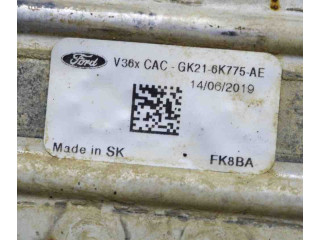 Ford V36x CAC - GK21-6K775-AE
14/06/2019
Made in SK FK8BA